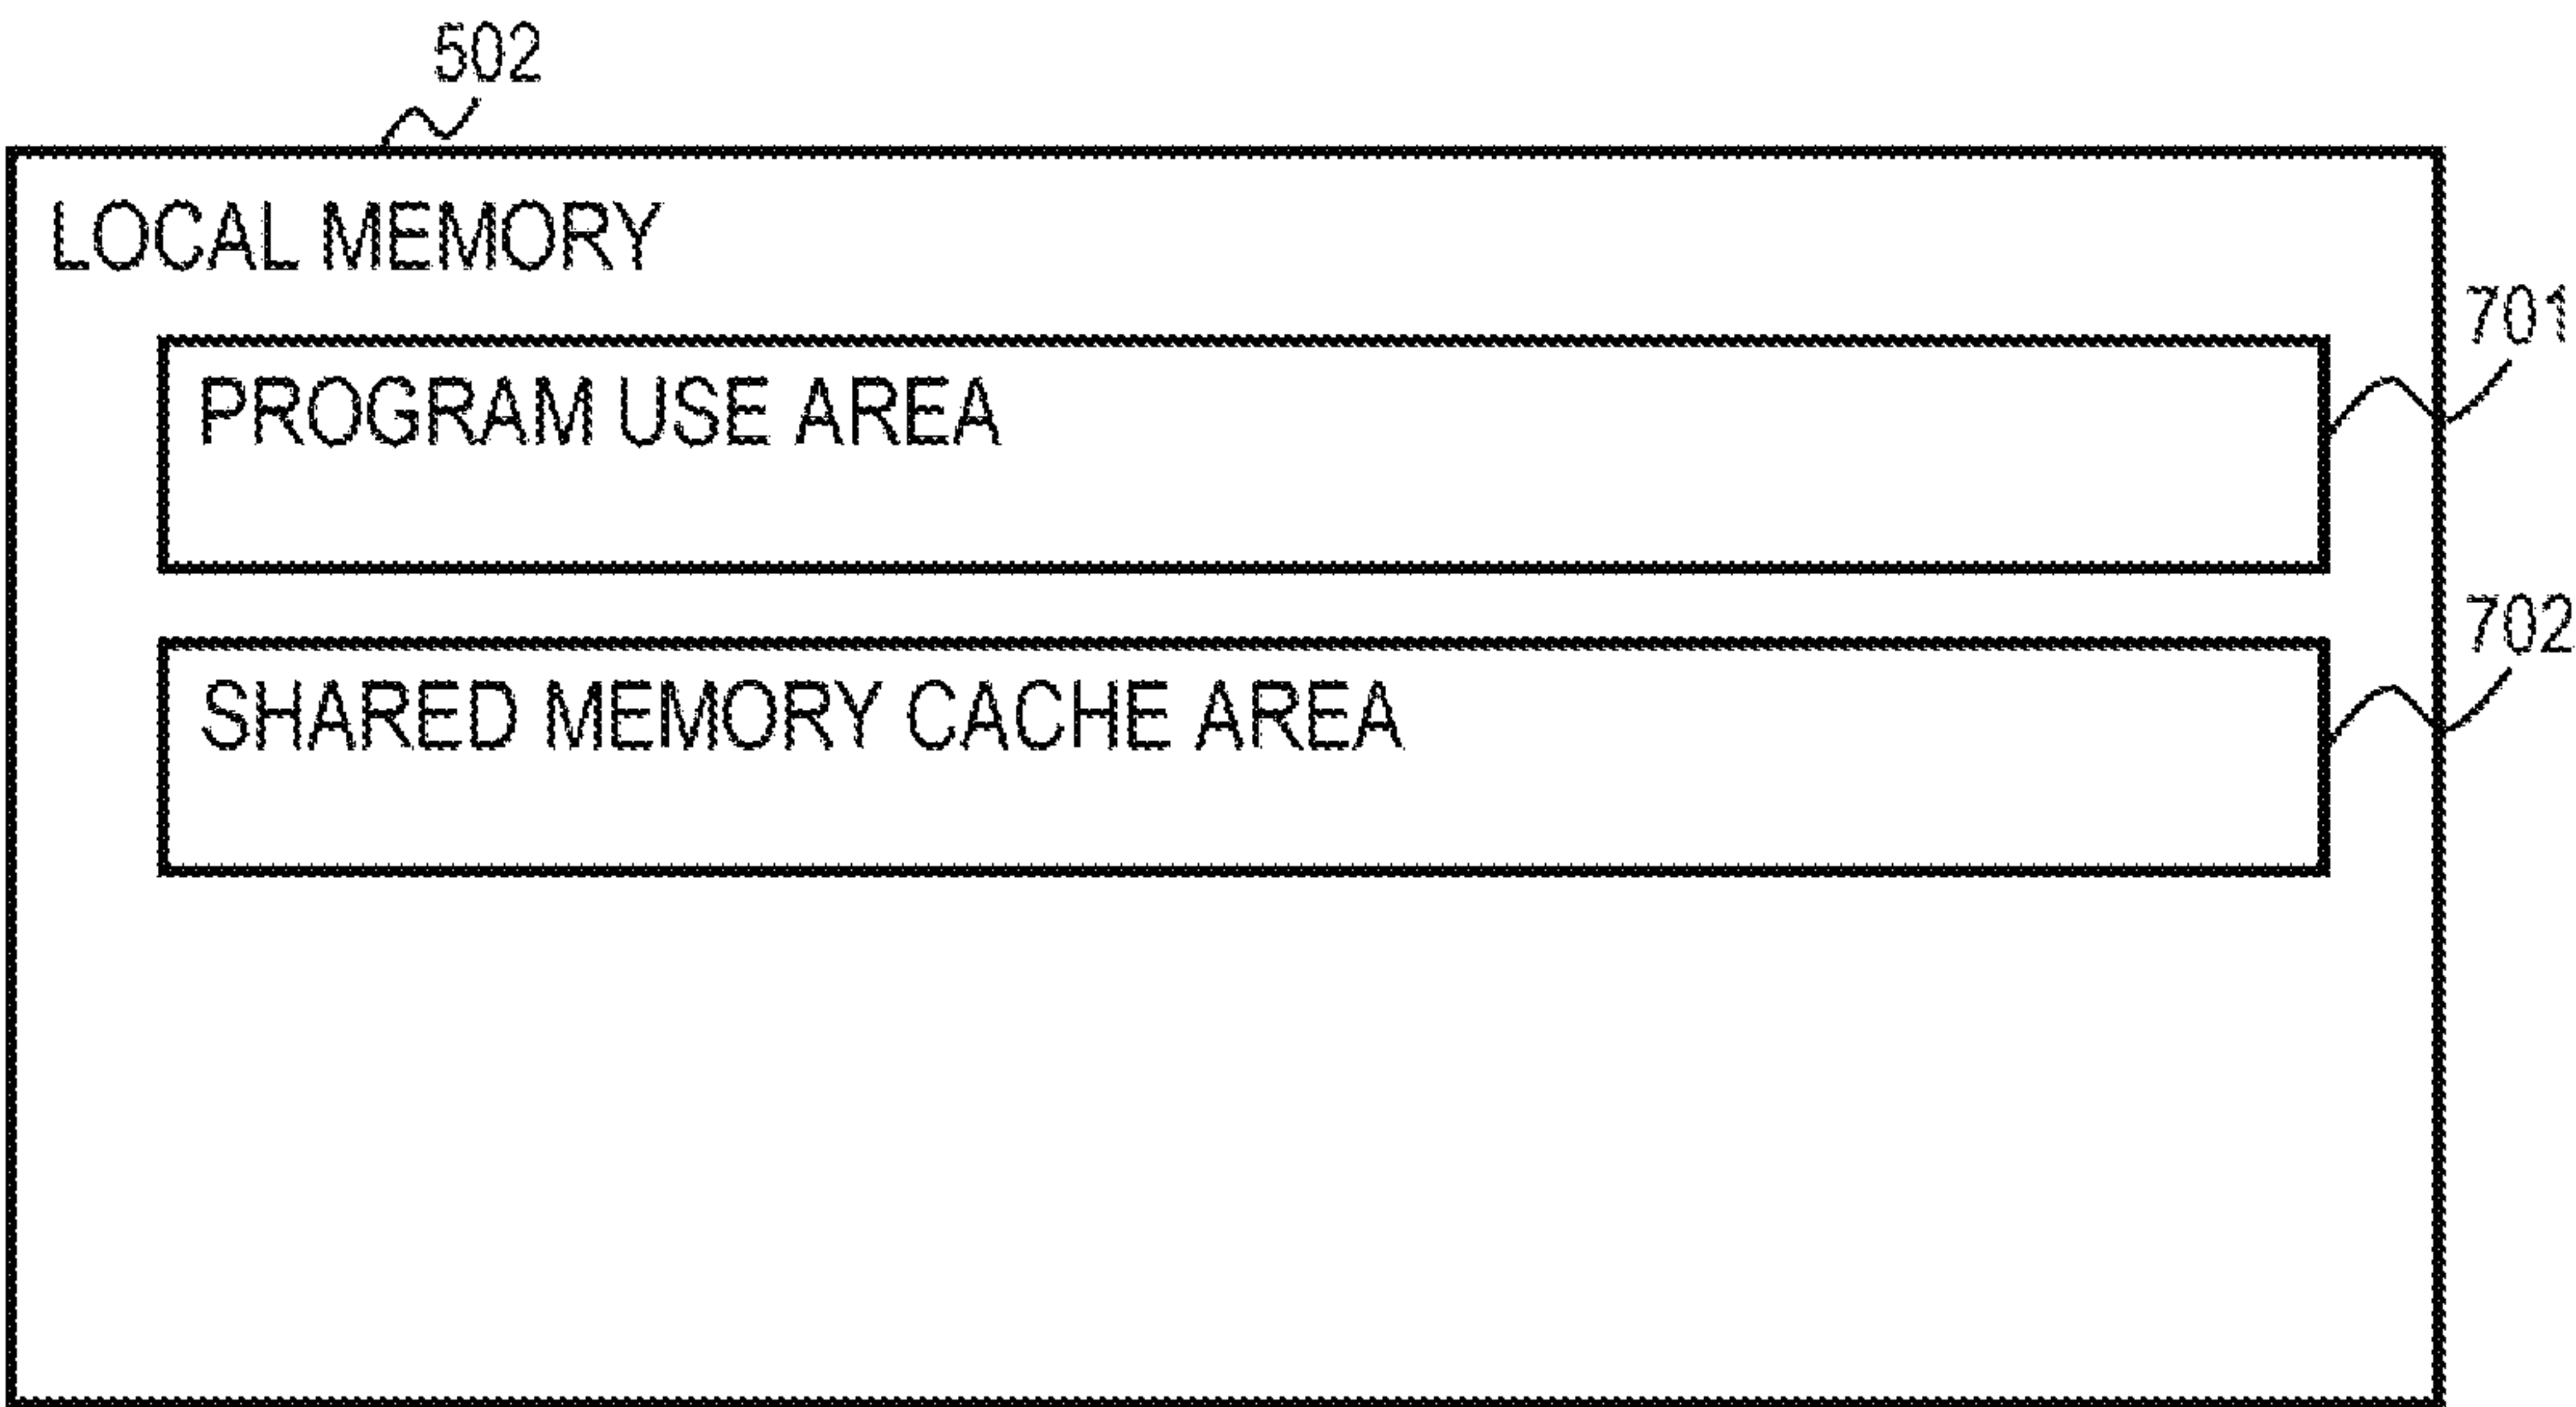 502
LOCAL MEMORY
701
PROGRAM USE AREA
702
SHARED MEMORY CACHE AREA